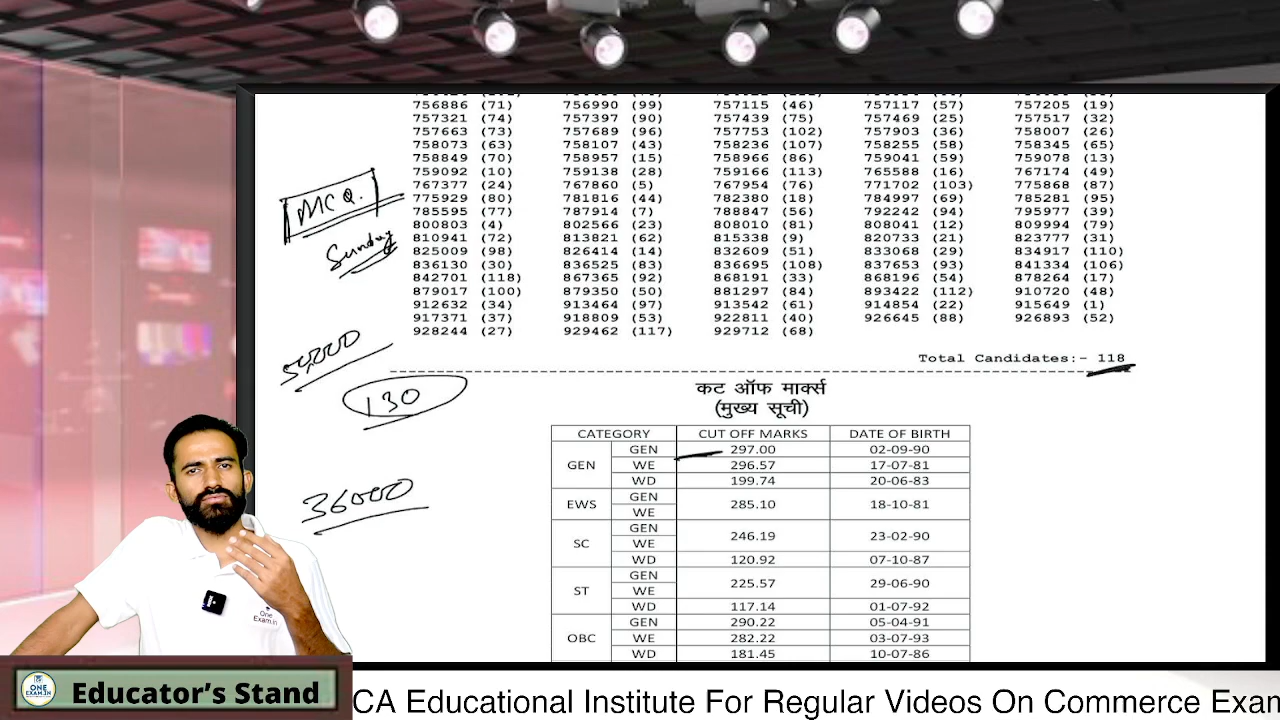 756886 (71) 756990 (99) 757115 (46) 757117 (57) 757205 (19)
757321 (74) 757397 (90) 757439 (75) 757469 (25) 757517 (32)
757663 (73) 757689 (96) 757753 (102) 757903 (36) 758007 (26)
758073 (63) 758107 (43) 758236 (107) 758255 (58) 758345 (65)
758849 (70) 758957 (15) 758966 (86) 759041 (59) 759078 (13)
759092 (10) 759138 (28) 759166 (113) 765588 (16) 767174 (49)
767377 (24) 767860 (5) 767954 (76) 771702 (103) 775868 (87)
775929 (80) 781816 (44) 782380 (18) 784997 (69) 785281 (95)
785595 (77) 787914 (7) 788847 (56) 792242 (94) 795977 (39)
800803 (4) 802566 (23) 808010 (81) 808041 (12) 809994 (79)
810941 (72) 813821 (62) 815338 (9) 820733 (21) 823777 (31)
825009 (98) 826414 (14) 832609 (51) 833068 (29) 834917 (110)
836130 (30) 836525 (83) 836695 (108) 837653 (93) 841334 (106)
842701 (118) 867365 (92) 868191 (33) 868196 (54) 878264 (17)
879017 (100) 879350 (50) 881297 (84) 893422 (112) 910720 (48)
912632 (34) 913464 (97) 913542 (61) 914854 (22) 915649 (1)
917371 (37) 918809 (53) 922811 (40) 926645 (88) 926893 (52)
928244 (27) 929462 (117) 929712 (68)
MCQ.
Sunday
130
36000
Total Candidates:- 118
कट ऑफ मार्क्स
(मुख्य सूची)
CATEGORY CUT OFF MARKS DATE OF BIRTH
GEN GEN 297.00 02-09-90
WE 296.57 17-07-81
WD 199.74 20-06-83
EWS GEN WE 285.10 18-10-81
SC GEN WE 246.19 23-02-90
WD 120.92 07-10-87
ST GEN WE 225.57 29-06-90
WD 117.14 01-07-92
OBC GEN 290.22 05-04-91
WE 282.22 03-07-93
WD 181.45 10-07-86
One
Exam.in
ONE
EXAM.IN
Educator's Stand
CA Educational Institute For Regular Videos On Commerce Exan